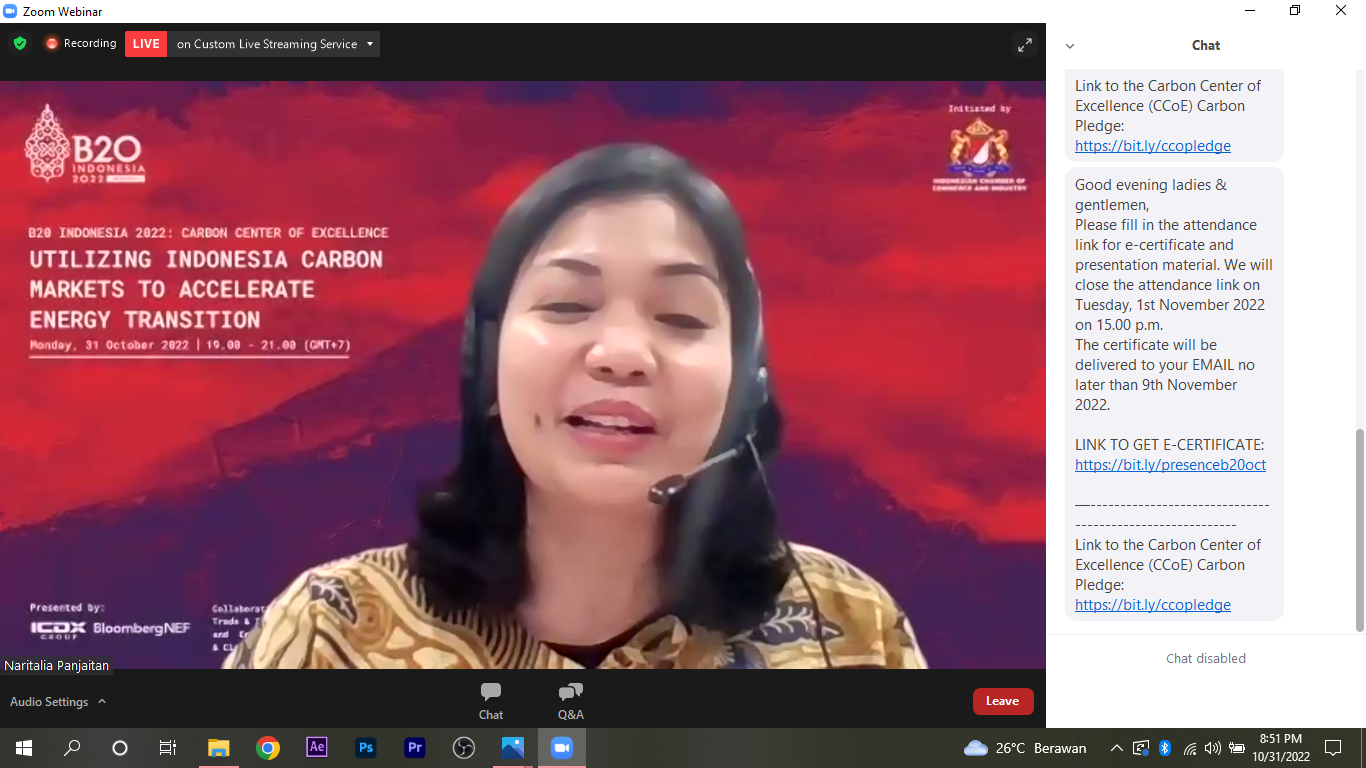 Zoom Webinar
Recording
LIVE
on Custom Live Streaming Service
B20
INDONESIA
2022
Initiated by
INDONESIAN CHAMBER OF
COMMERCE AND INDUSTRY
B20 INDONESIA 2022: CARBON CENTER OF EXCELLENCE
UTILIZING INDONESIA CARBON
MARKETS TO ACCELERATE
ENERGY TRANSITION
Monday, 31 October 2022 | 19.00 - 21.00 (GMT+7)
Presented by:
ICDX
GROUP
BloombergNEF
Collaborat
Trade &
and
&
Naritalia Panjaitan
Audio Settings
Chat
Q&A
Leave
Chat
Link to the Carbon Center of
Excellence (CCoE) Carbon
Pledge:
https://bit.ly/ccopledge
Good evening ladies &
gentlemen,
Please fill in the attendance
link for e-certificate and
presentation material. We will
close the attendance link on
Tuesday, 1st November 2022
on 15.00 p.m.
The certificate will be
delivered to your EMAIL no
later than 9th November
2022.
LINK TO GET E-CERTIFICATE:
https://bit.ly/presenceb20oct
—-------------------------------
----------------------------
Link to the Carbon Center of
Excellence (CCoE) Carbon
Pledge:
https://bit.ly/ccopledge
Chat disabled
Ae
Ps
Pr
26°C Berawan
8:51 PM
10/31/2022